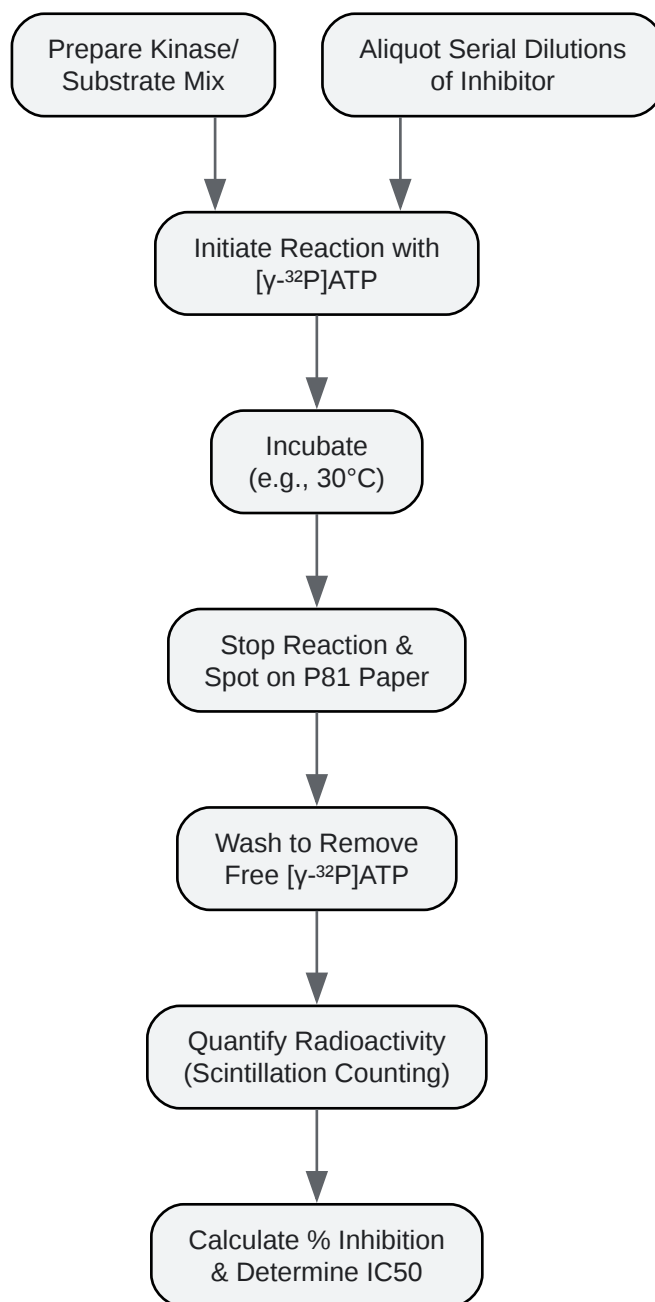 Prepare Kinase/
Substrate Mix
Aliquot Serial Dilutions
of Inhibitor
Initiate Reaction with
[γ-³²P]ATP
Incubate
(e.g., 30°C)
Stop Reaction &
Spot on P81 Paper
Wash to Remove
Free [γ-³²P]ATP
Quantify Radioactivity
(Scintillation Counting)
Calculate % Inhibition
& Determine IC50